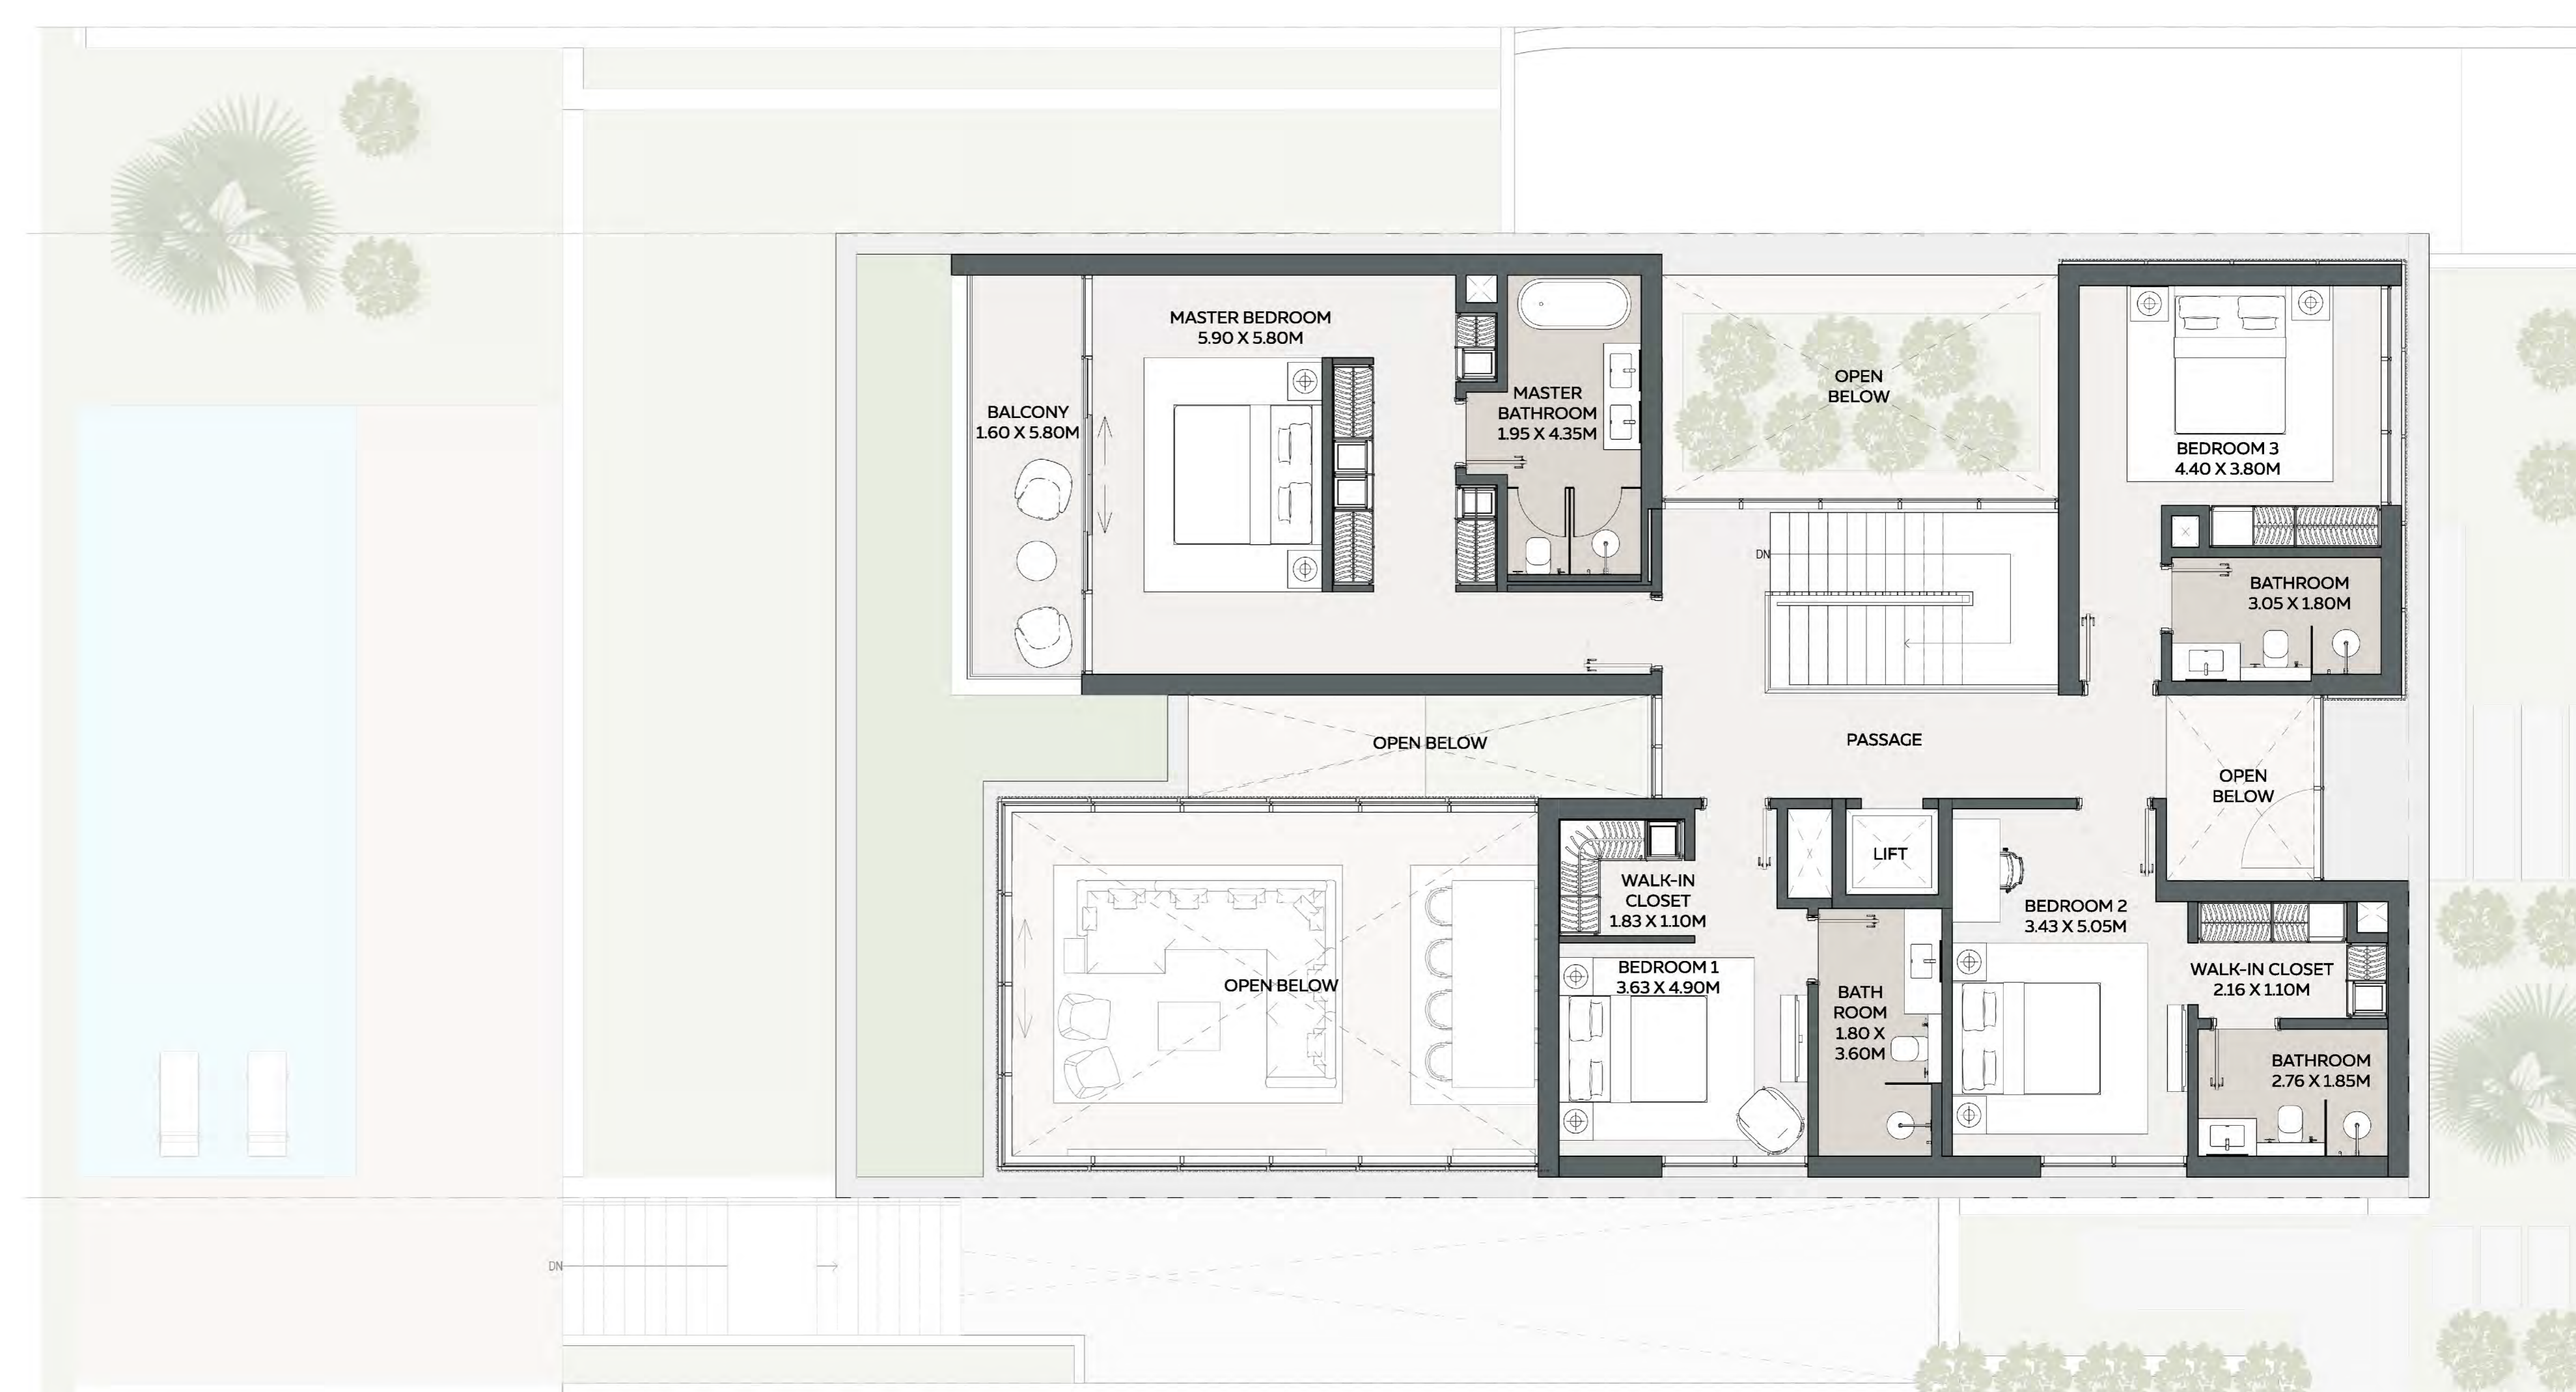 MASTER BEDROOM
5.90 X 5.80M
BALCONY
1.60 X 5.80M
MASTER
BATHROOM
1.95 X 4.35M
OPEN
BELOW
BEDROOM 3
4.40 X 3.80M
DN
BATHROOM
3.05 X 1.80M
OPEN BELOW
PASSAGE
OPEN
BELOW
LIFT
WALK-IN
CLOSET
1.83 X 1.10M
BEDROOM 2
3.43 X 5.05M
OPEN BELOW
BEDROOM 1
3.63 X 4.90M
BATH
ROOM
1.80 X
3.60M
WALK-IN CLOSET
2.16 X 1.10M
BATHROOM
2.76 X 1.85M
DN